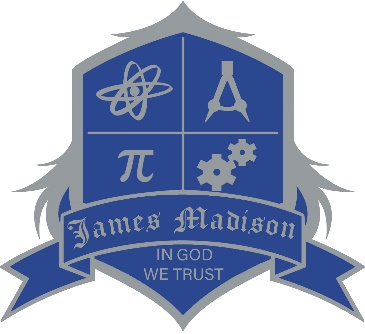 π
James Madison
IN GOD
WE TRUST